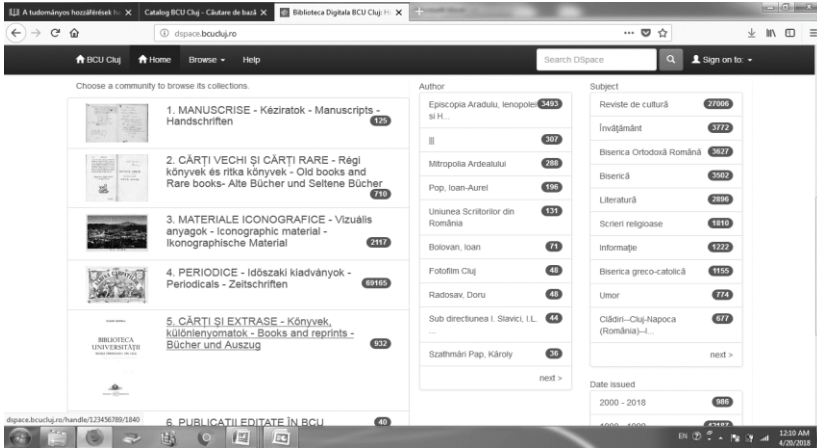 A tudományos hozzáférések
Catalog BCU Cluj - Căutare de bază
Biblioteca Digitala BCU Cluj: H
dspace.bcucluj.ro
BCU Cluj
Home
Browse
Help
Search DSpace
Sign on to:
Choose a community to browse its collections.
1. MANUSCRISE - Kéziratok - Manuscripts -
Handschriften
125
2. CĂRȚI VECHI ȘI CĂRȚI RARE - Régi
könyvek és ritka könyvek - Old books and
Rare books- Alte Bücher und Seltene Bücher
710
3. MATERIALE ICONOGRAFICE - Vizuális
anyagok - Iconographic material -
Ikonographische Material
2117
4. PERIODICE - Időszaki kiadványok -
Periodicals - Zeitschriften
69165
BIBLIOTECA
UNIVERSITĂȚII
5. CĂRȚI ȘI EXTRASE - Könyvek,
különlenyomatok - Books and reprints -
Bücher und Auszug
932
6. PUBLICAȚII EDITATE ÎN BCU
40
Author
Episcopia Aradului, Ienopolei
si H...
3493
|||
307
Mitropolia Ardealului
288
Pop, Ioan-Aurel
196
Uniunea Scriitorilor din
România
131
Bolovan, Ioan
71
Fotofilm Cluj
48
Radosav, Doru
48
Sub directiunea I. Slavici, I.L.
...
44
Szathmári Pap, Károly
36
next >
Subject
Reviste de cultură
27006
Învăţământ
3772
Biserica Ortodoxă Română
3627
Biserică
3502
Literatură
2896
Scrieri religioase
1810
Informaţie
1222
Biserica greco-catolică
1155
Umor
774
Clădiri--Cluj-Napoca
(România)--I...
677
next >
Date issued
2000 - 2018
986
dspace.bcucluj.ro/handle/123456789/1840
EN
12:10 AM
4/20/2018